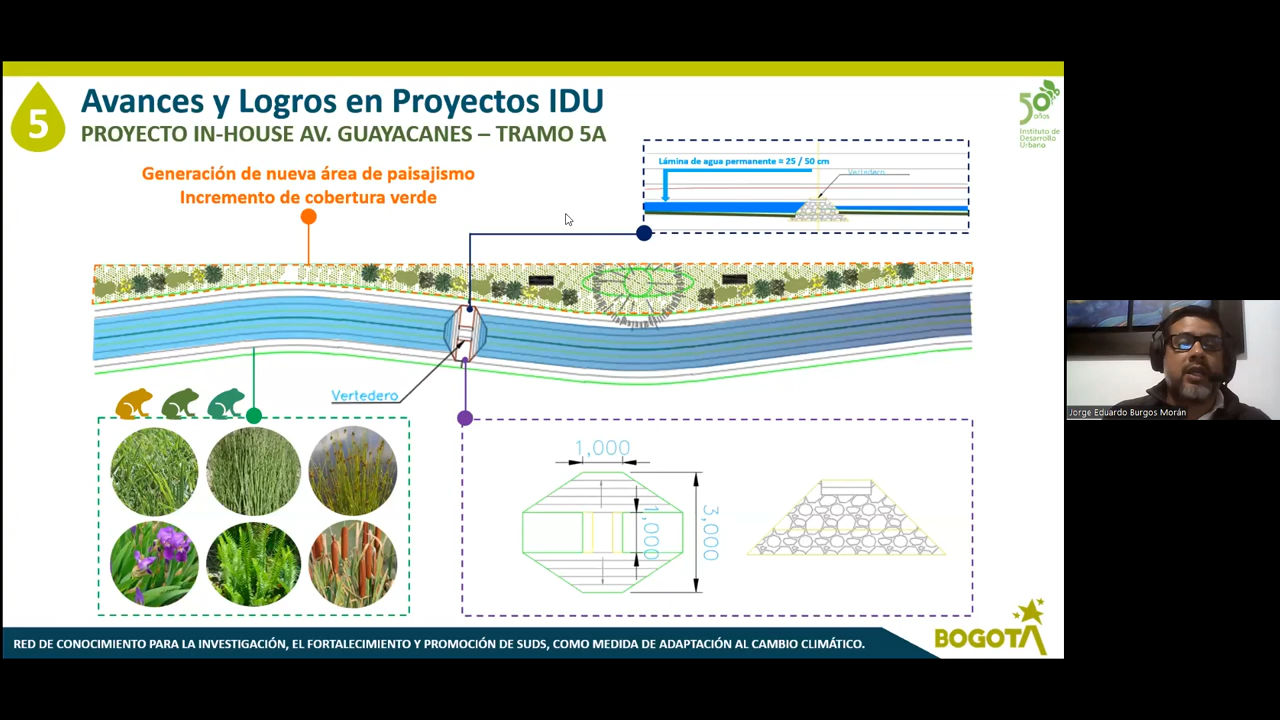 5
Avances y Logros en Proyectos IDU
PROYECTO IN-HOUSE AV. GUAYACANES – TRAMO 5A
50
años
Instituto de
Desarrollo
Urbano
Generación de nueva área de paisajismo
Incremento de cobertura verde
Lámina de agua permanente ≈ 25 / 50 cm
Vertedero
Vertedero
Jorge Eduardo Burgos Morán
1,000
1,000
3,000
RED DE CONOCIMIENTO PARA LA INVESTIGACIÓN, EL FORTALECIMIENTO Y PROMOCIÓN DE SUDS, COMO MEDIDA DE ADAPTACIÓN AL CAMBIO CLIMÁTICO.
BOGOTÁ